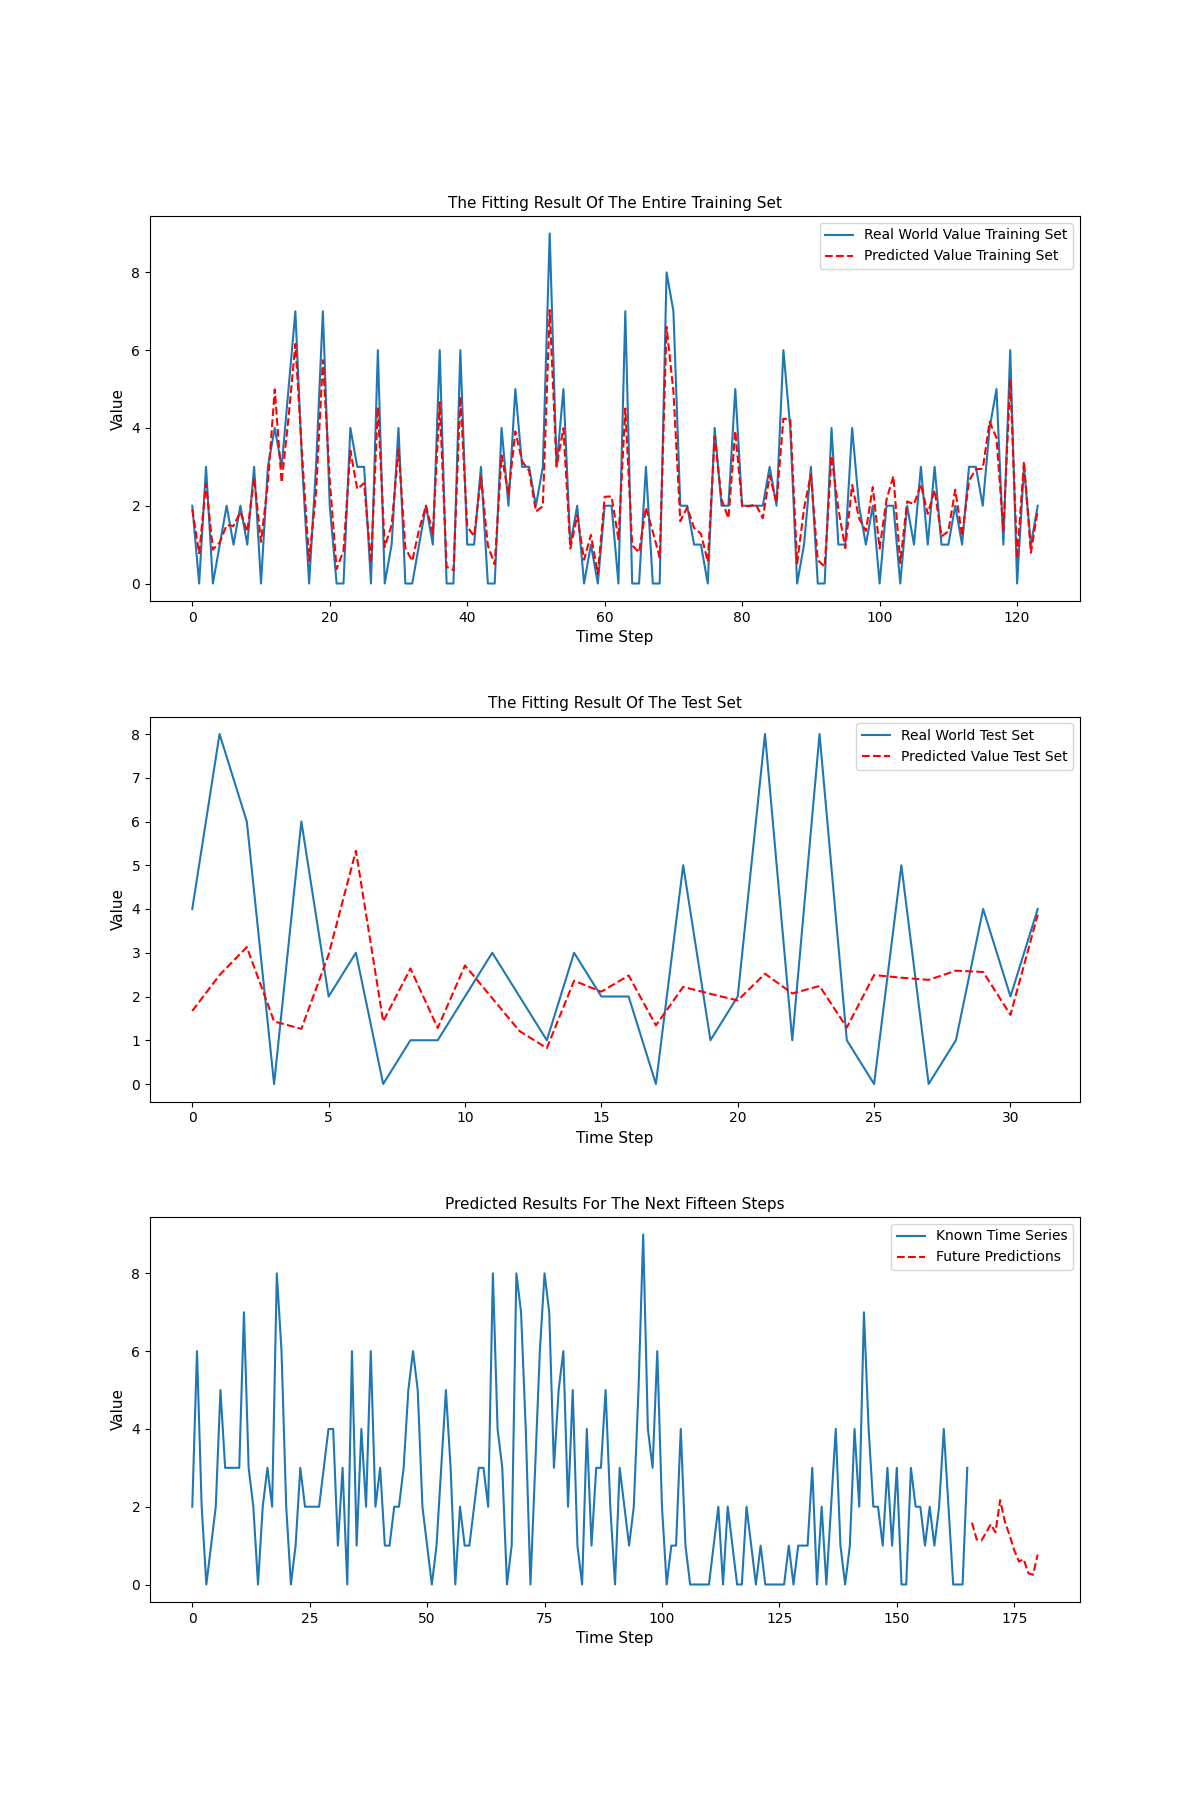 The Fitting Result Of The Entire Training Set
Real World Value Training Set
Predicted Value Training Set
Value
8
6
4
2
0
0 20 40 60 80 100 120
Time Step
The Fitting Result Of The Test Set
Real World Test Set
Predicted Value Test Set
Value
8
7
6
5
4
3
2
1
0
0 5 10 15 20 25 30
Time Step
Predicted Results For The Next Fifteen Steps
Known Time Series
Future Predictions
Value
8
6
4
2
0
0 25 50 75 100 125 150 175
Time Step